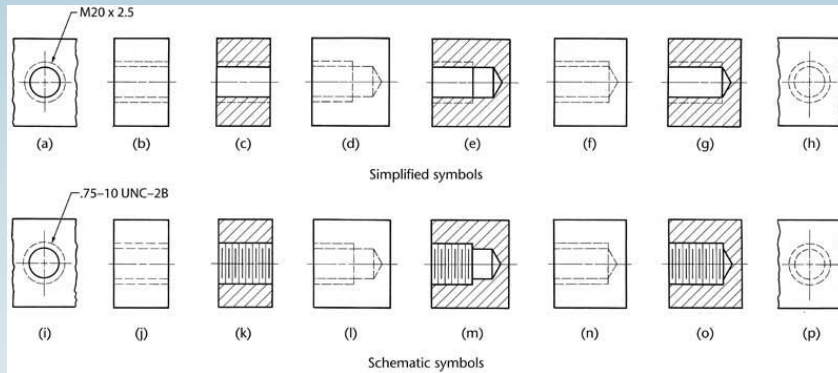 M20 x 2.5
(a) (b) (c) (d) (e) (f) (g) (h)
Simplified symbols
.75–10 UNC–2B
(i) (j) (k) (l) (m) (n) (o) (p)
Schematic symbols